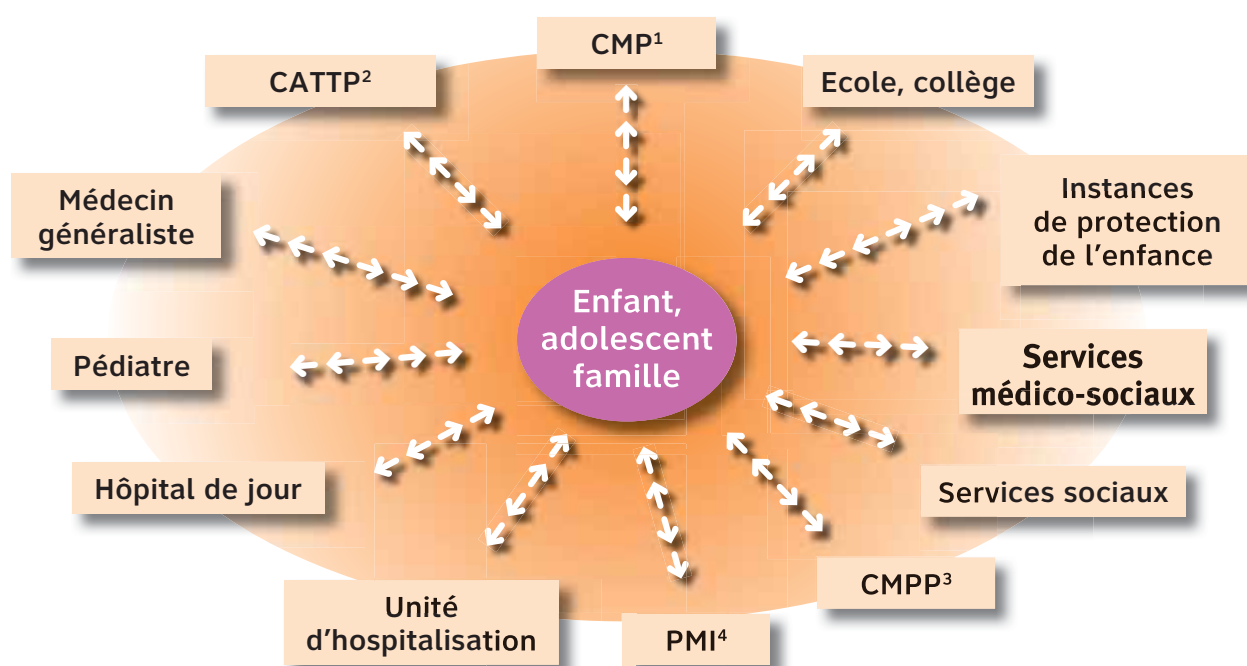 CMP¹
CATTP²
Ecole, collège
Médecin
généraliste
Instances
de protection
de l'enfance
Enfant,
adolescent
famille
Pédiatre
Services
médico-sociaux
Hôpital de jour
Services sociaux
Unité
d'hospitalisation
PMI⁴
CMPP³